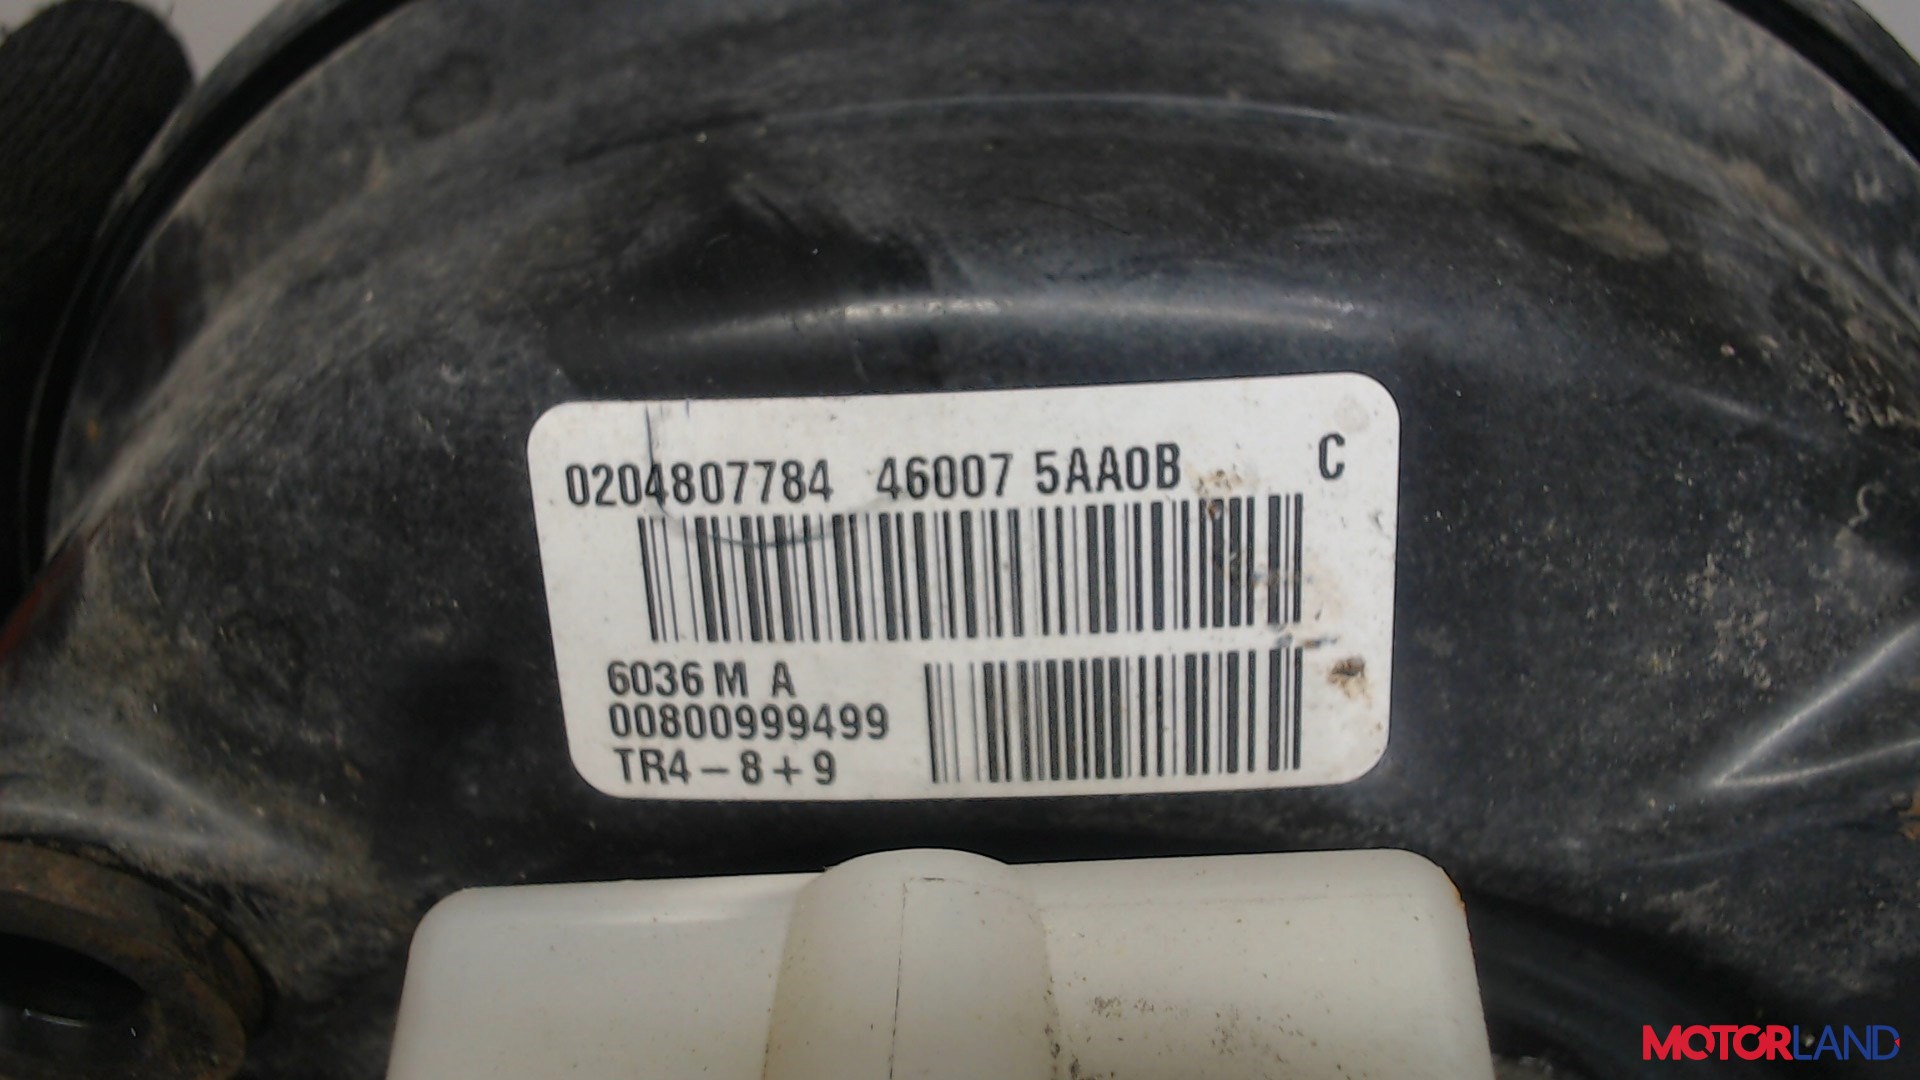 0204807784 46007 5AA0B C
6036 M A
00800999499
TR4-8+9
MOTORLAND